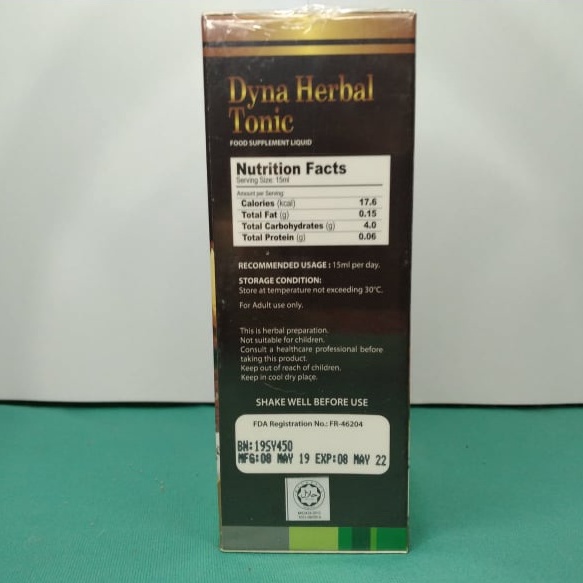 Dyna Herbal
Tonic
FOOD SUPPLEMENT LIQUID
Nutrition Facts
Serving Size: 15ml
Amount per Serving:
Calories (kcal) 17.6
Total Fat (g) 0.15
Total Carbohydrates (g) 4.0
Total Protein (g) 0.06
RECOMMENDED USAGE : 15ml per day.
STORAGE CONDITION:
Store at temperature not exceeding 30°C.
For Adult use only.
This is herbal preparation.
Not suitable for children.
Consult a healthcare professional before
taking this product.
Keep out of reach of children.
Keep in cool dry place.
SHAKE WELL BEFORE USE
FDA Registration No.: FR-46204
BN:19SY450
MFG:08 MAY 19 EXP:08 MAY 22
حلال